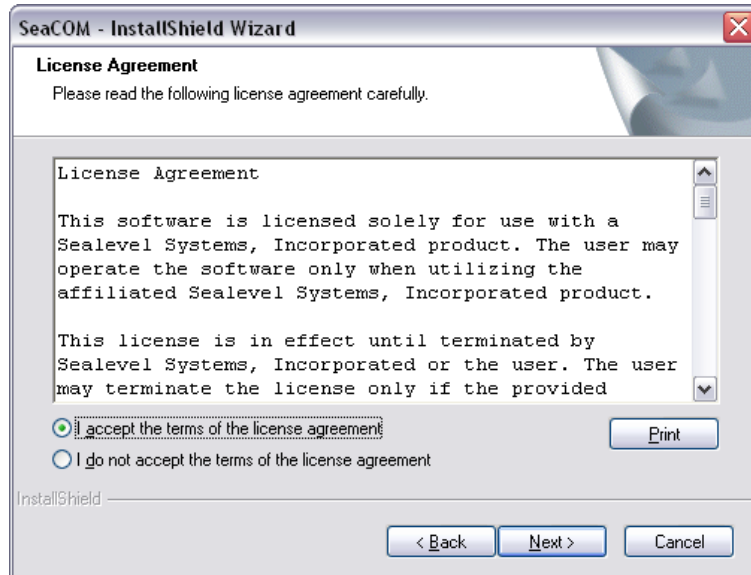 SeaCOM - InstallShield Wizard
License Agreement
Please read the following license agreement carefully.
License Agreement
This software is licensed solely for use with a
Sealevel Systems, Incorporated product. The user may
operate the software only when utilizing the
affiliated Sealevel Systems, Incorporated product.
This license is in effect until terminated by
Sealevel Systems, Incorporated or the user. The user
may terminate the license only if the provided
I accept the terms of the license agreement
Print
I do not accept the terms of the license agreement
InstallShield
< Back
Next >
Cancel